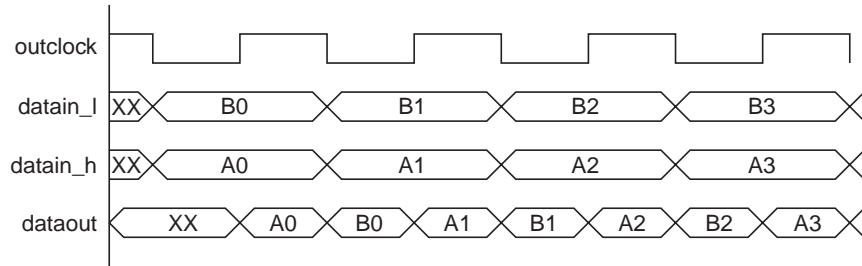 outclock
datain_l XX B0 B1 B2 B3
datain_h XX A0 A1 A2 A3
dataout XX A0 B0 A1 B1 A2 B2 A3